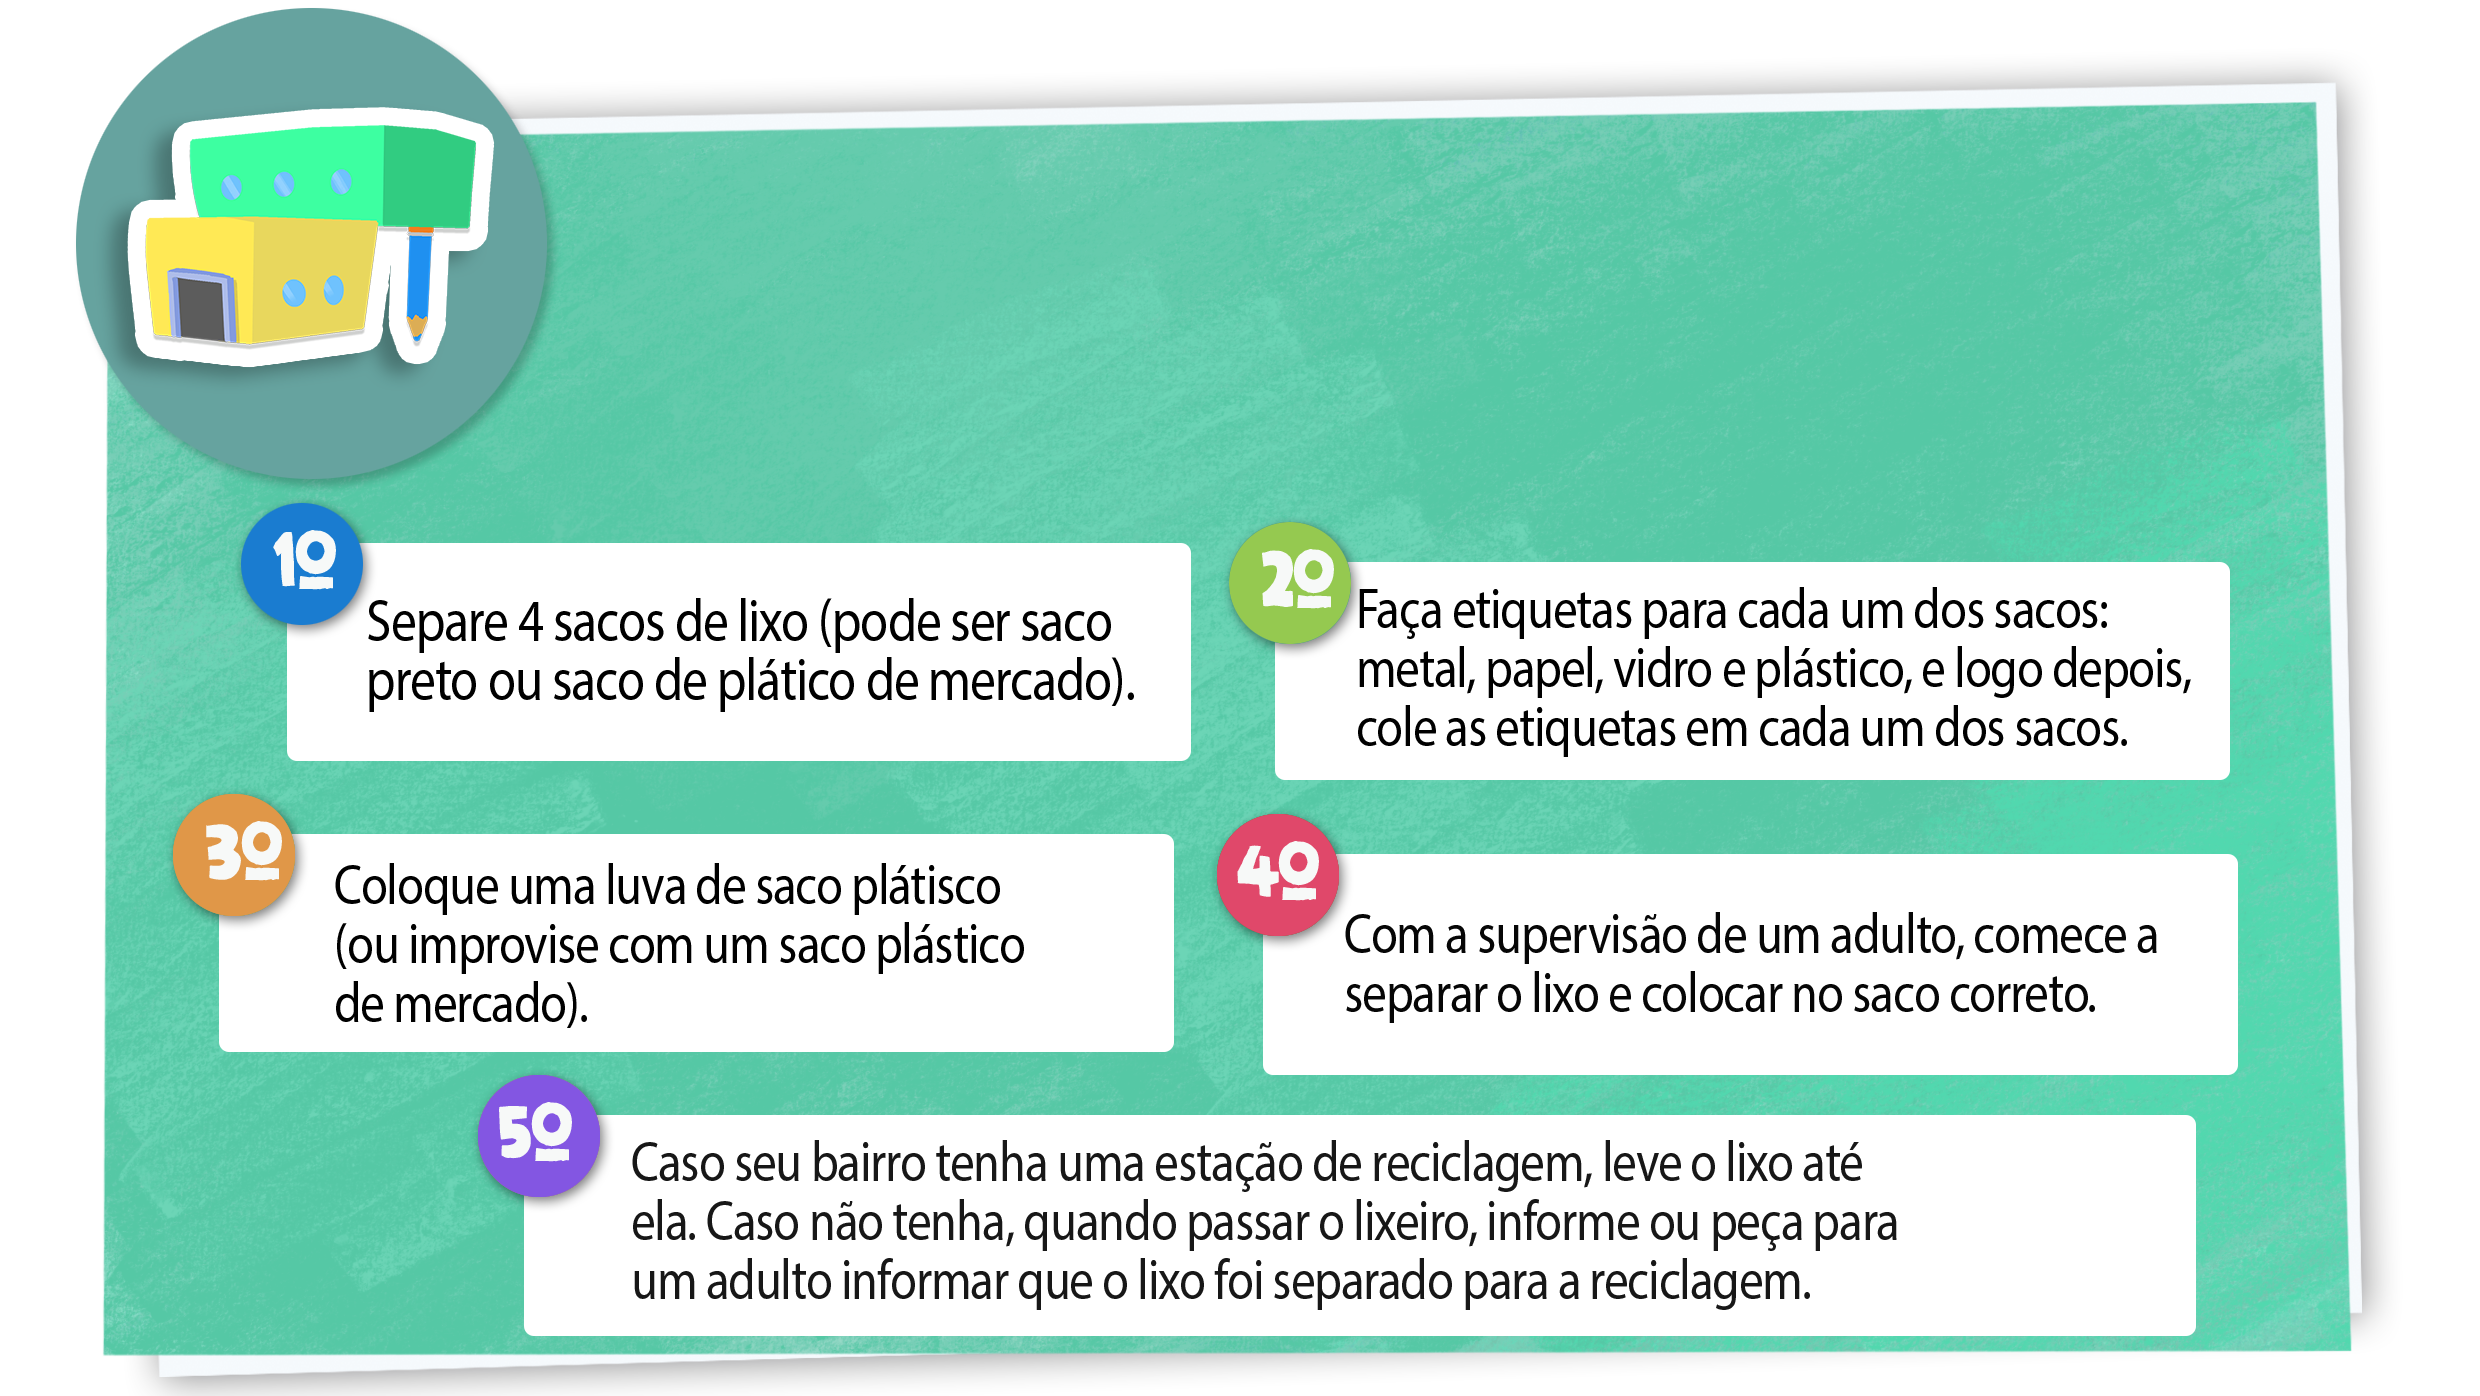 1º
Separe 4 sacos de lixo (pode ser saco
preto ou saco de plático de mercado).
2º
Faça etiquetas para cada um dos sacos:
metal, papel, vidro e plástico, e logo depois,
cole as etiquetas em cada um dos sacos.
3º
Coloque uma luva de saco plátisco
(ou improvise com um saco plástico
de mercado).
4º
Com a supervisão de um adulto, comece a
separar o lixo e colocar no saco correto.
5º
Caso seu bairro tenha uma estação de reciclagem, leve o lixo até
ela. Caso não tenha, quando passar o lixeiro, informe ou peça para
um adulto informar que o lixo foi separado para a reciclagem.